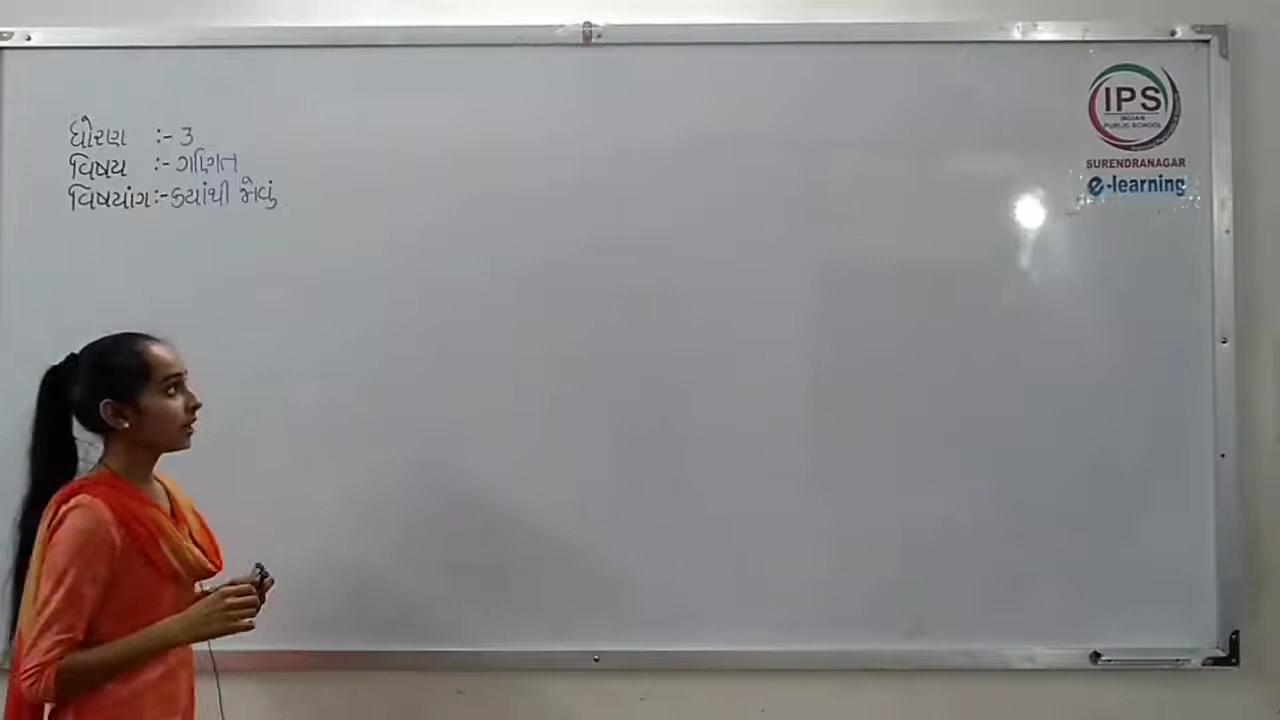 ધોરણ :- 3
વિષય :- ગણિત
વિષયાંગ :- કયાંથી જોવું
IPS
INDIAN
PUBLIC SCHOOL
SURENDRANAGAR
e-learning